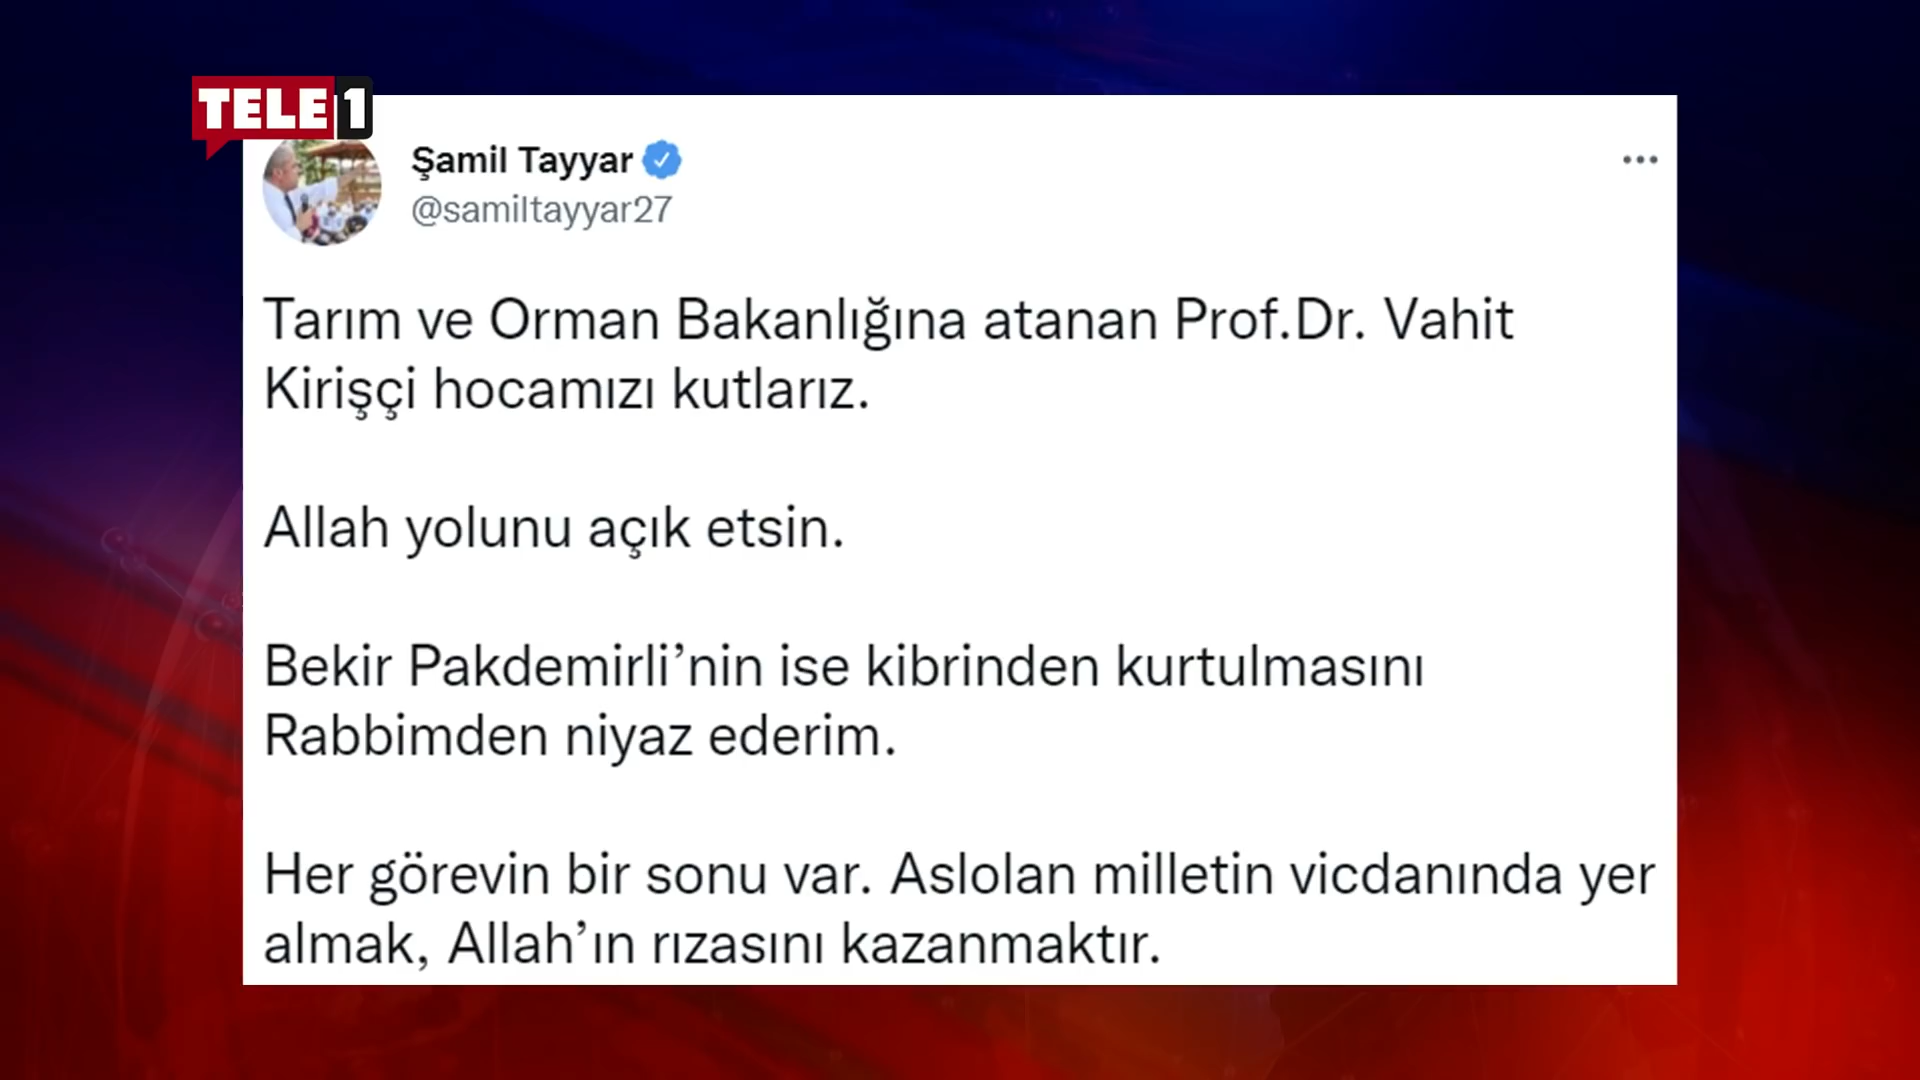 TELE1
Şamil Tayyar
@samiltayyar27
Tarım ve Orman Bakanlığına atanan Prof.Dr. Vahit
Kirişçi hocamızı kutlarız.
Allah yolunu açık etsin.
Bekir Pakdemirli’nin ise kibrinden kurtulmasını
Rabbimden niyaz ederim.
Her görevin bir sonu var. Aslolan milletin vicdanında yer
almak, Allah’ın rızasını kazanmaktır.